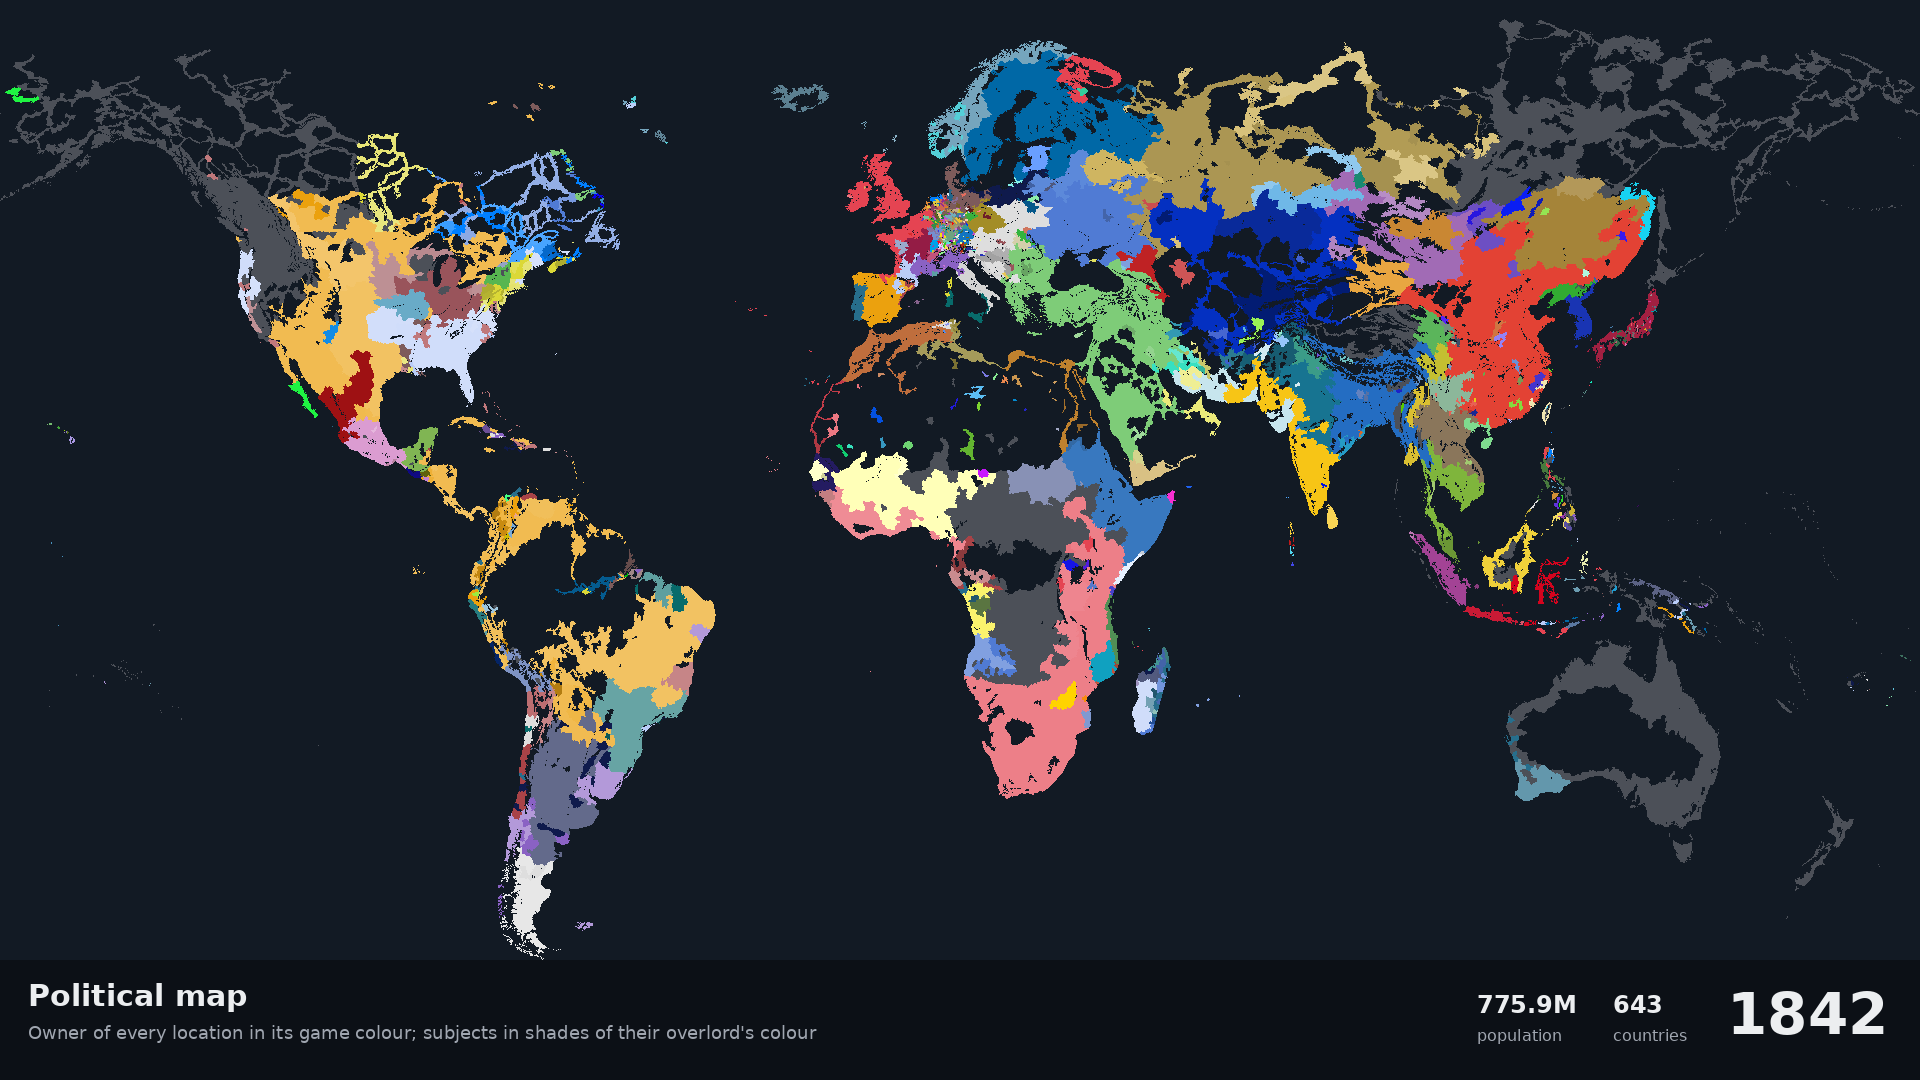 Political map
Owner of every location in its game colour; subjects in shades of their overlord's colour
775.9M
population
643
countries
1842